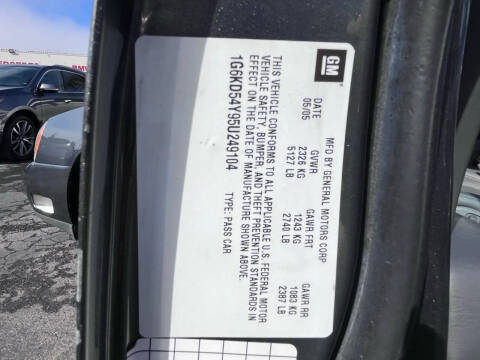 GM
MFD BY GENERAL MOTORS CORP
DATE GVWR GAWR FRT GAWR RR
05/05 2326 KG 1243 KG 1083 KG
5127 LB 2740 LB 2387 LB
THIS VEHICLE CONFORMS TO ALL APPLICABLE U.S. FEDERAL MOTOR
VEHICLE SAFETY, BUMPER, AND THEFT PREVENTION STANDARDS IN
EFFECT ON THE DATE OF MANUFACTURE SHOWN ABOVE.
1G6KD54Y95U249104 TYPE: PASS CAR